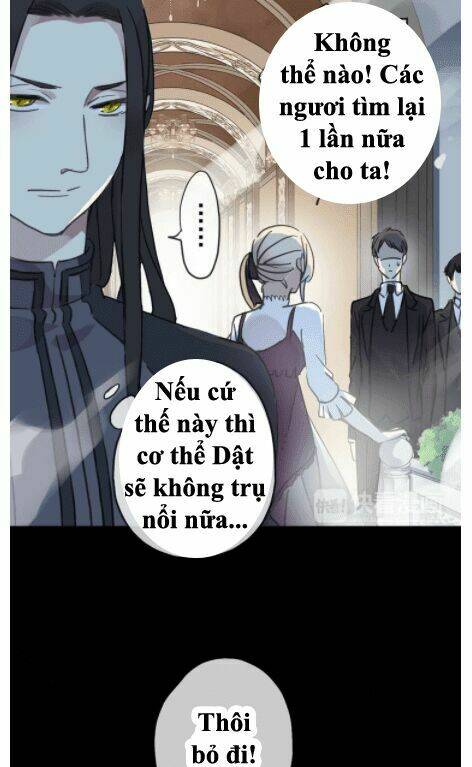 Không
thể nào! Các
ngươi tìm lại
1 lần nữa
cho ta!
......
Nếu cứ
thế này thì
cơ thể Dật
sẽ không trụ
nổi nữa...
Thôi
bỏ đi!